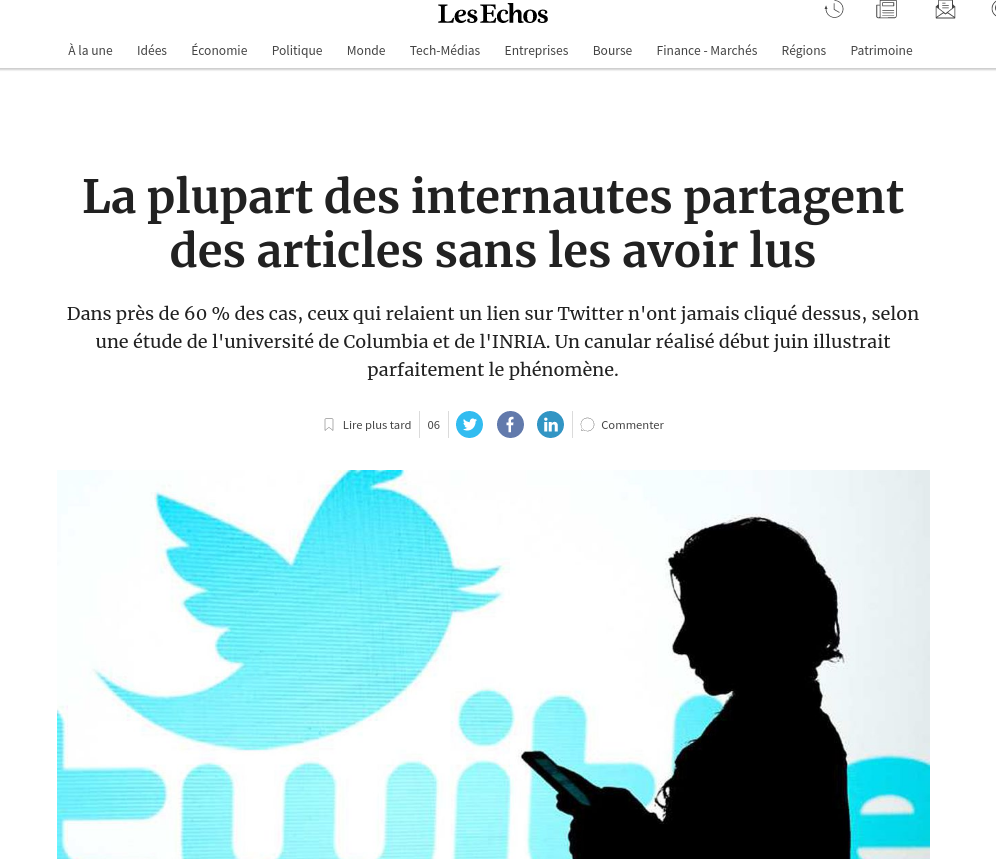 Les Echos
À la une Idées Économie Politique Monde Tech-Médias Entreprises Bourse Finance - Marchés Régions Patrimoine
La plupart des internautes partagent
des articles sans les avoir lus
Dans près de 60 % des cas, ceux qui relaient un lien sur Twitter n'ont jamais cliqué dessus, selon
une étude de l'université de Columbia et de l'INRIA. Un canular réalisé début juin illustrait
parfaitement le phénomène.
Lire plus tard 06 Commenter